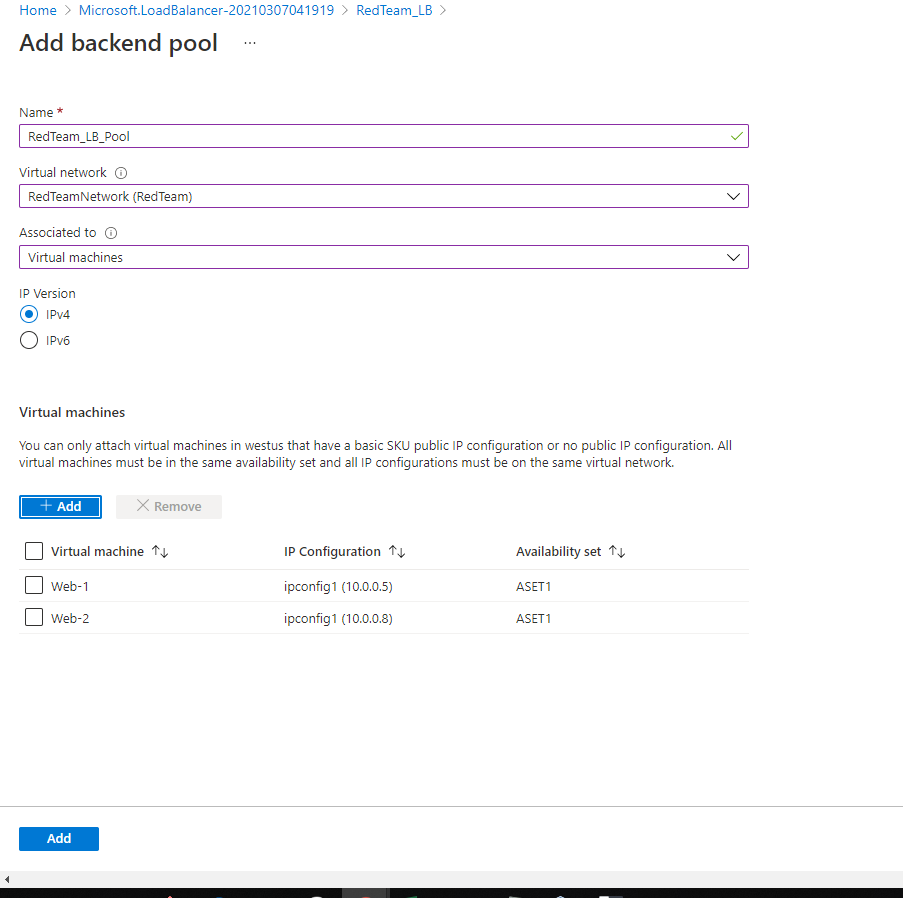 Home > Microsoft.LoadBalancer-20210307041919 > RedTeam_LB >
Add backend pool ...
Name *
RedTeam_LB_Pool
Virtual network
RedTeamNetwork (RedTeam)
Associated to
Virtual machines
IP Version
IPv4
IPv6
Virtual machines
You can only attach virtual machines in westus that have a basic SKU public IP configuration or no public IP configuration. All
virtual machines must be in the same availability set and all IP configurations must be on the same virtual network.
+ Add × Remove
Virtual machine ↑↓ IP Configuration ↑↓ Availability set ↑↓
Web-1 ipconfig1 (10.0.0.5) ASET1
Web-2 ipconfig1 (10.0.0.8) ASET1
Add